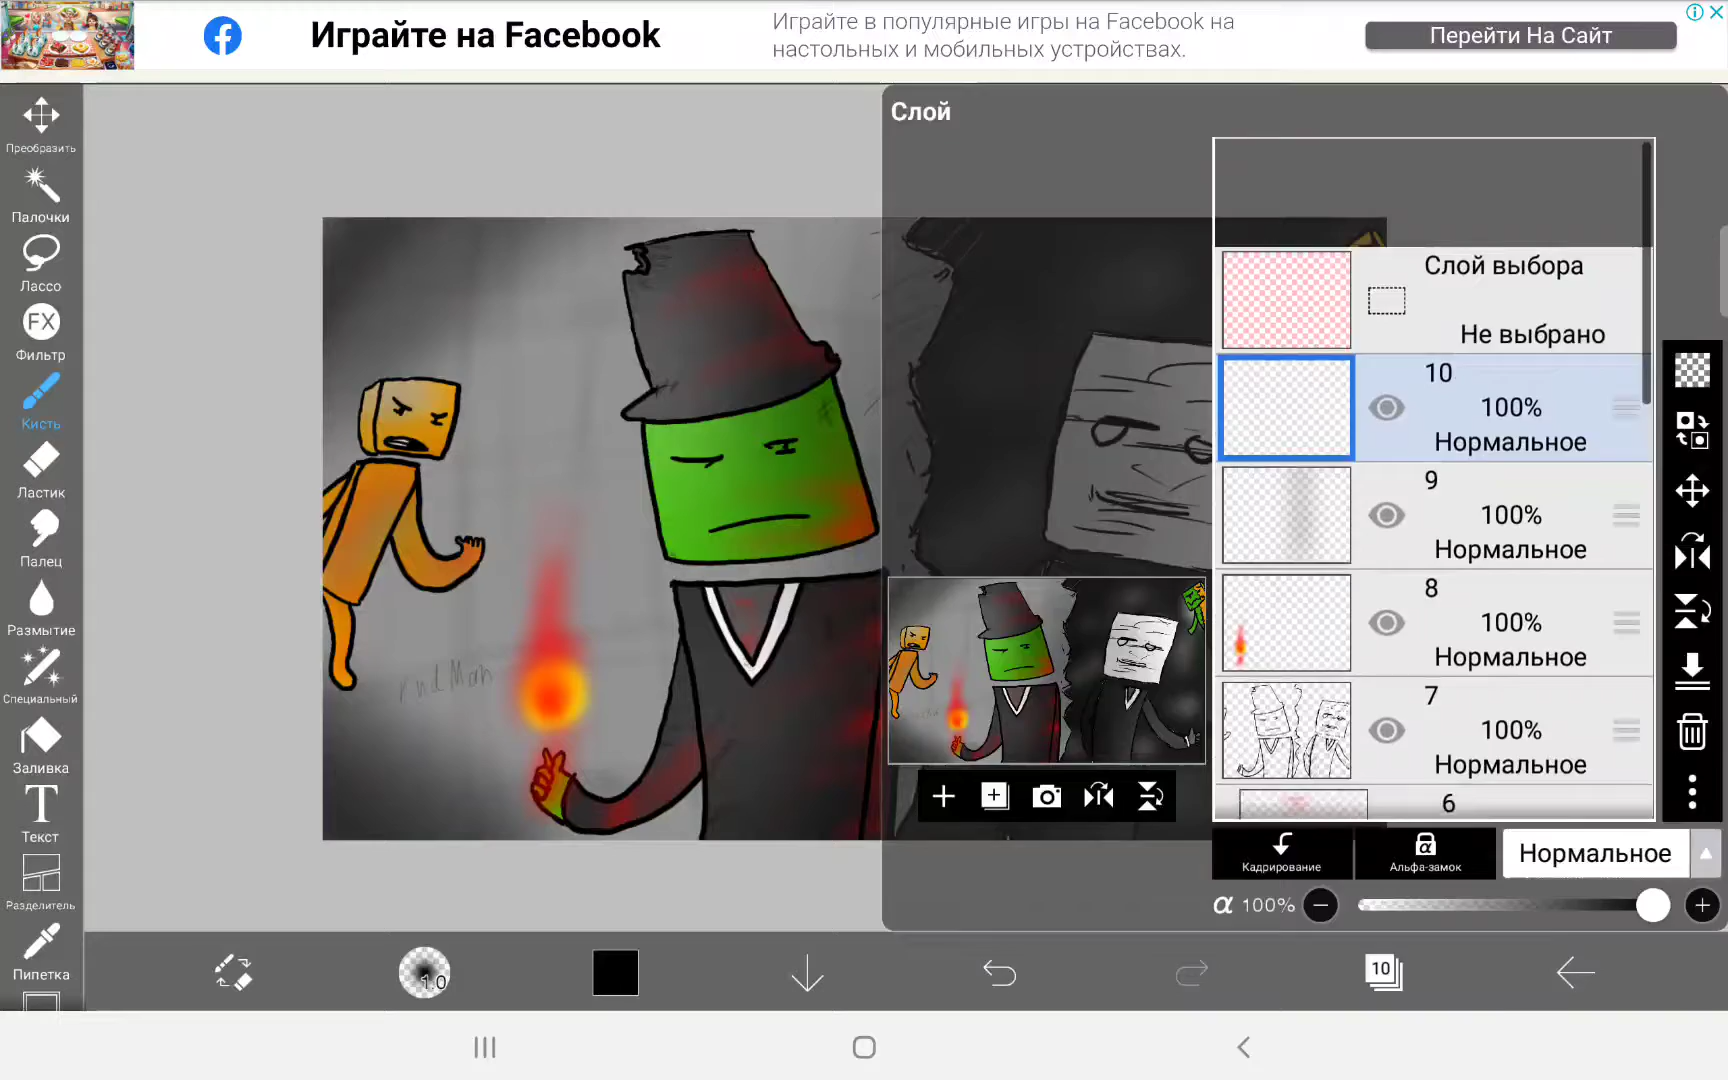 Играйте на Facebook
Играйте в популярные игры на Facebook на
настольных и мобильных устройствах.
Перейти На Сайт
Преобразить
Палочки
Лассо
FX
Фильтр
Кисть
Ластик
Палец
Размытие
Специальный
Заливка
T
Текст
Разделитель
Пипетка
Слой
Слой выбора
Не выбрано
10
100%
Нормальное
9
100%
Нормальное
8
100%
Нормальное
7
100%
Нормальное
6
Кадрирование
α
Альфа-замок
Нормальное
α 100%
1.0
10